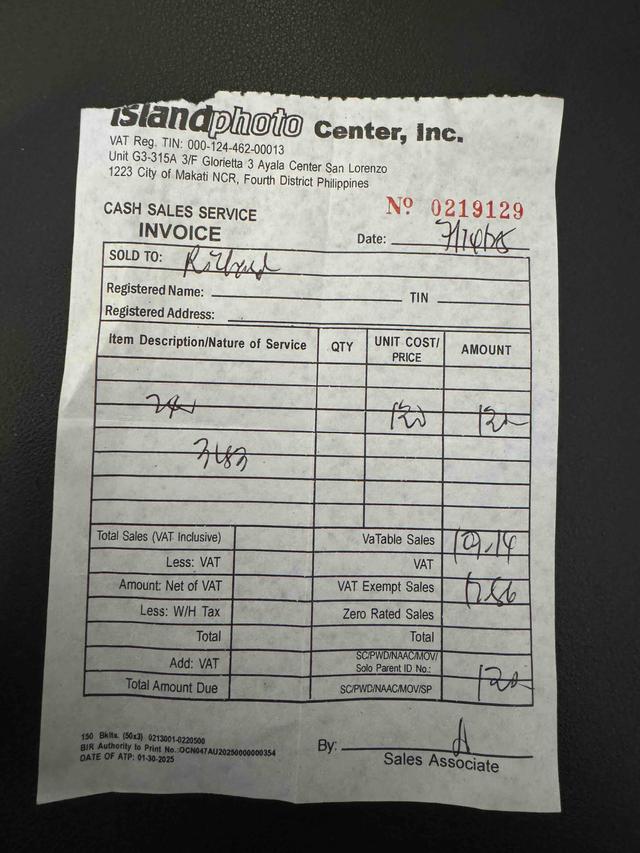 islandphoto Center, Inc.
VAT Reg. TIN: 000-124-462-00013
Unit G3-315A 3/F Glorietta 3 Ayala Center San Lorenzo
1223 City of Makati NCR, Fourth District Philippines
Nº 0219129
CASH SALES SERVICE
INVOICE
Date:
SOLD TO: Richard
Registered Name: TIN
Registered Address:
Item Description/Nature of Service QTY UNIT COST/PRICE AMOUNT
120 120
Total Sales (VAT Inclusive) VaTable Sales 107.14
Less: VAT VAT
Amount: Net of VAT VAT Exempt Sales
Less: W/H Tax Zero Rated Sales
Total Total
Add: VAT SC/PWD/NAAC/MOV/
Solo Parent ID No.: 120
Total Amount Due SC/PWD/NAAC/MOV/SP
150 Bklts. (50x3) 0213001-0220500
BIR Authority to Print No.:OCN047AU20250000000354
DATE OF ATP: 01-30-2025
By:
Sales Associate